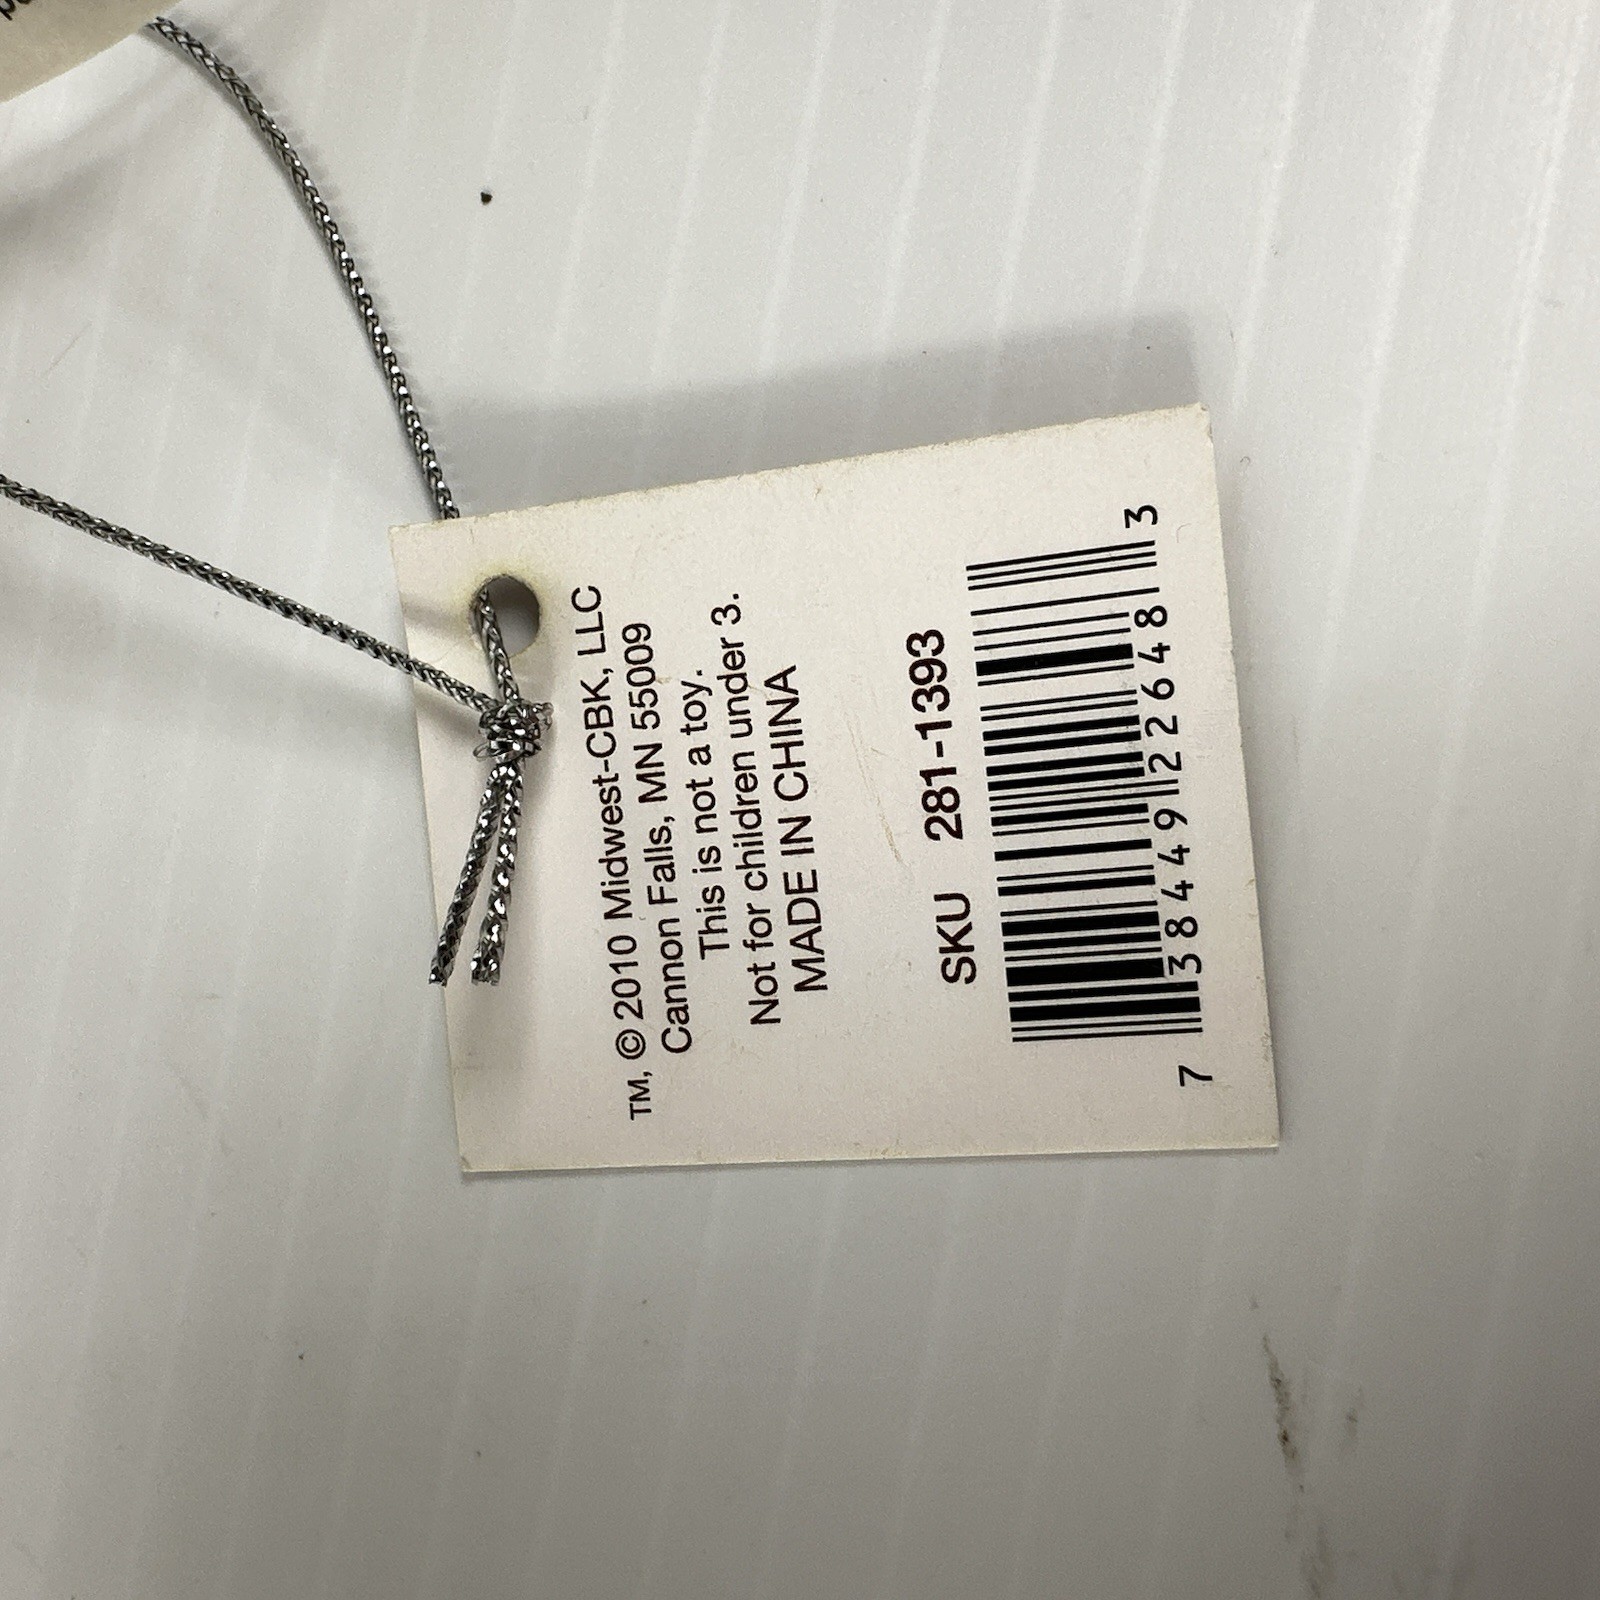 TM, © 2010 Midwest-CBK, LLC
Cannon Falls, MN 55009
This is not a toy.
Not for children under 3.
MADE IN CHINA
SKU 281-1393
7 38449 22648 3